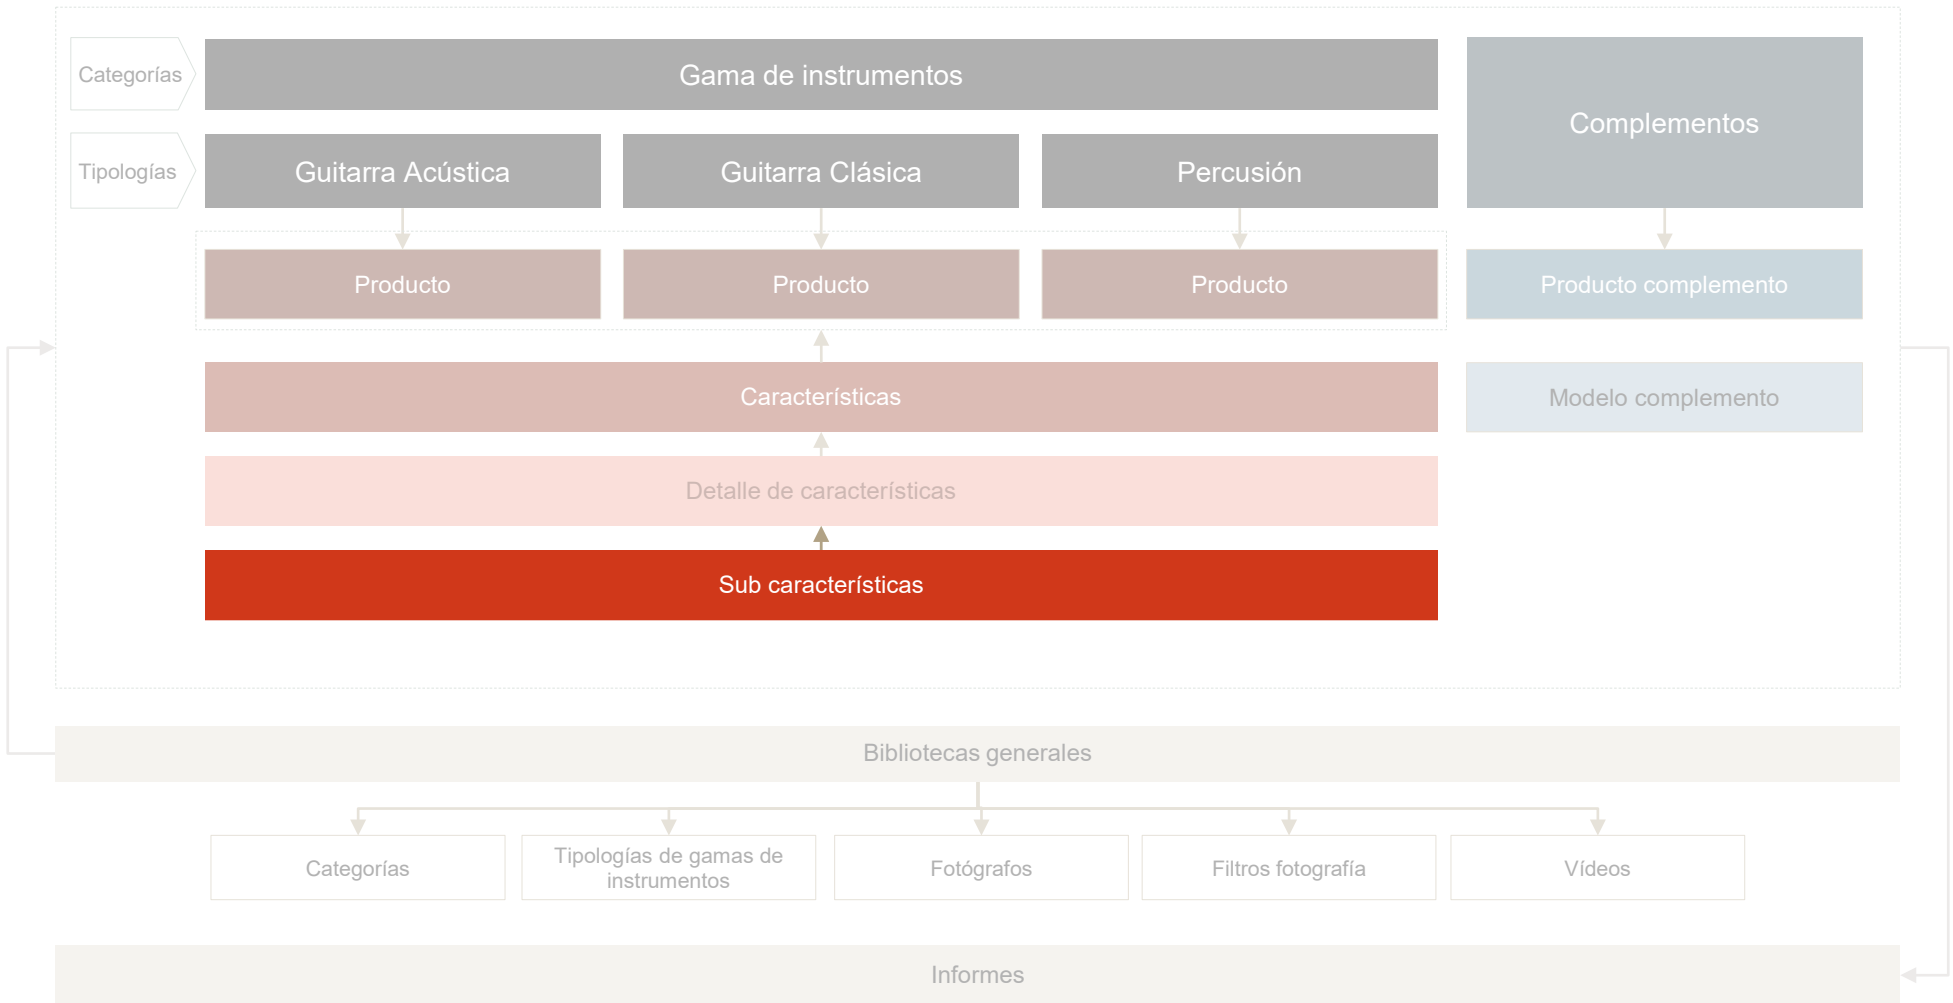 Categorías
Gama de instrumentos
Complementos
Tipologías
Guitarra Acústica
Guitarra Clásica
Percusión
Producto
Producto
Producto
Producto complemento
Características
Modelo complemento
Detalle de características
Sub características
Bibliotecas generales
Categorías
Tipologías de gamas de
instrumentos
Fotógrafos
Filtros fotografía
Vídeos
Informes